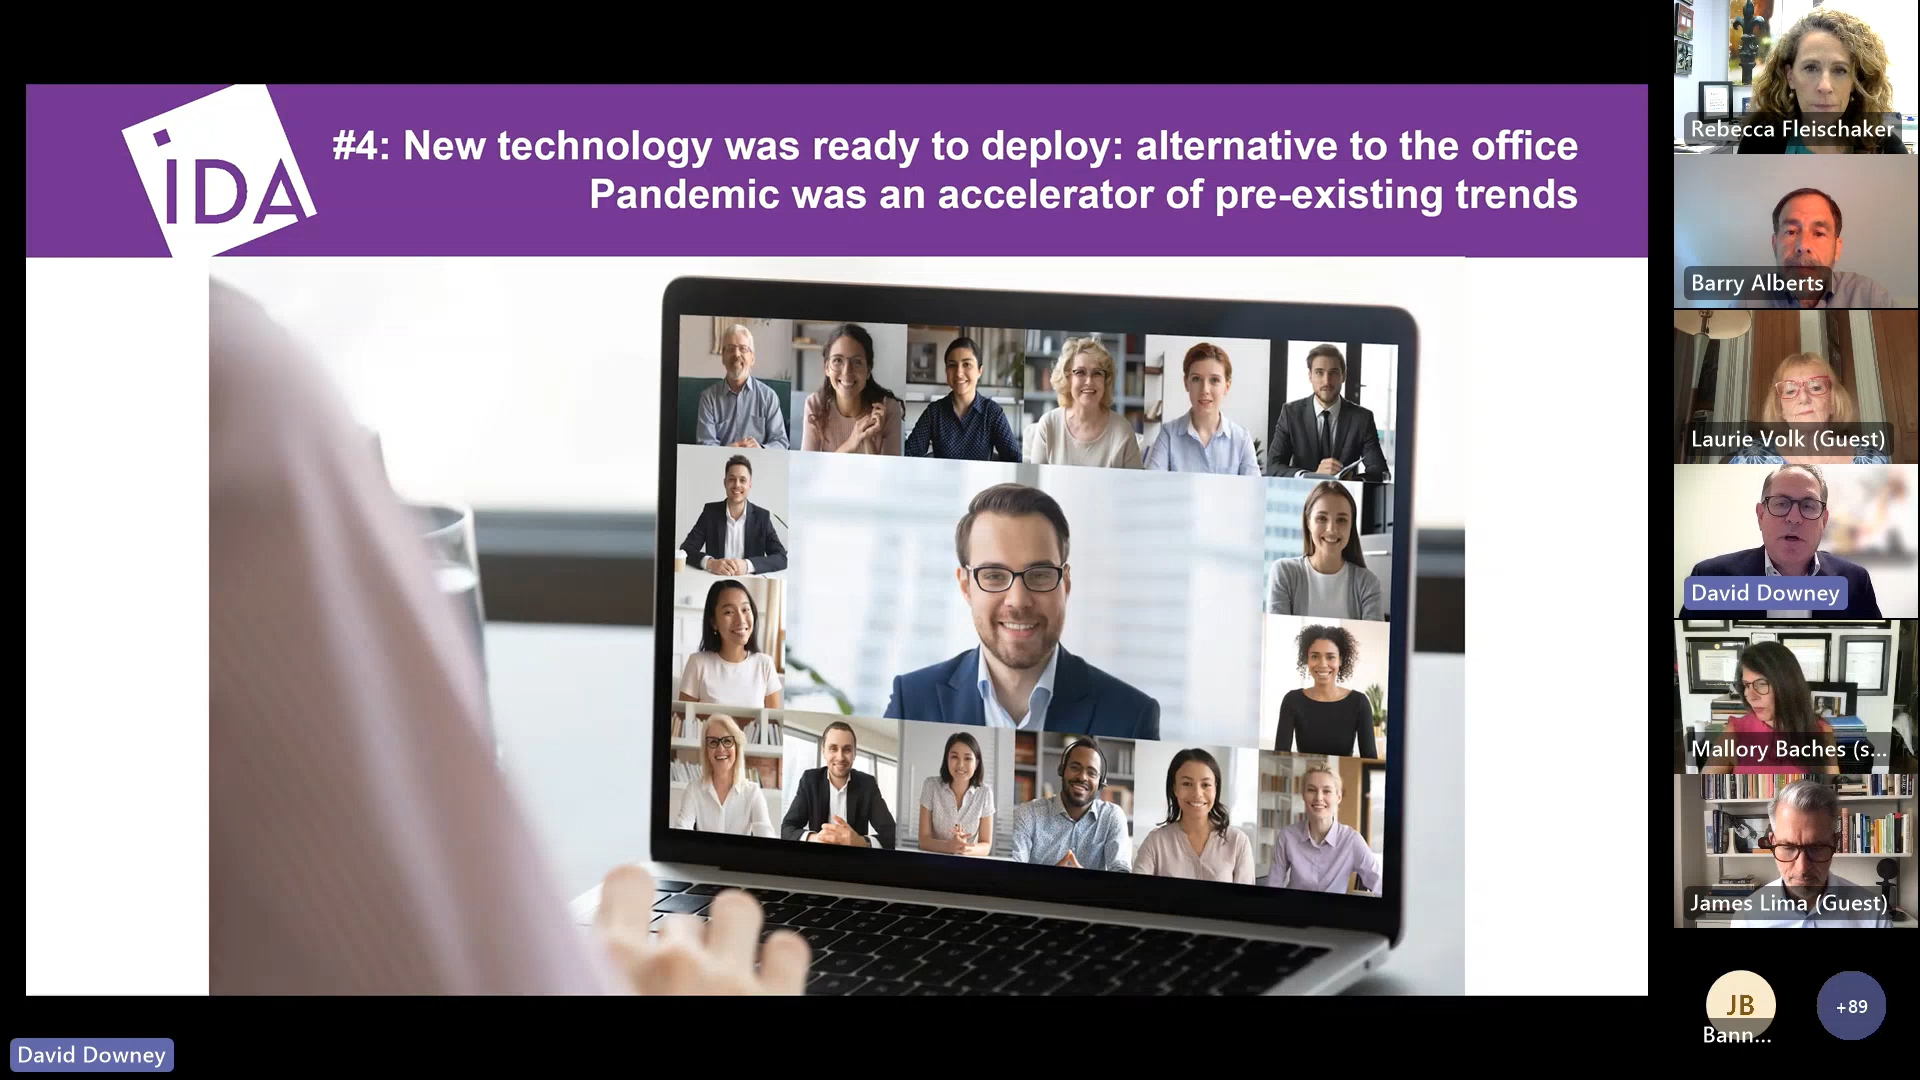 iDA
#4: New technology was ready to deploy: alternative to the office
Pandemic was an accelerator of pre-existing trends
Rebecca Fleischaker
Barry Alberts
Laurie Volk (Guest)
David Downey
Mallory Baches (s...
James Lima (Guest)
JB
Bann...
+89
David Downey